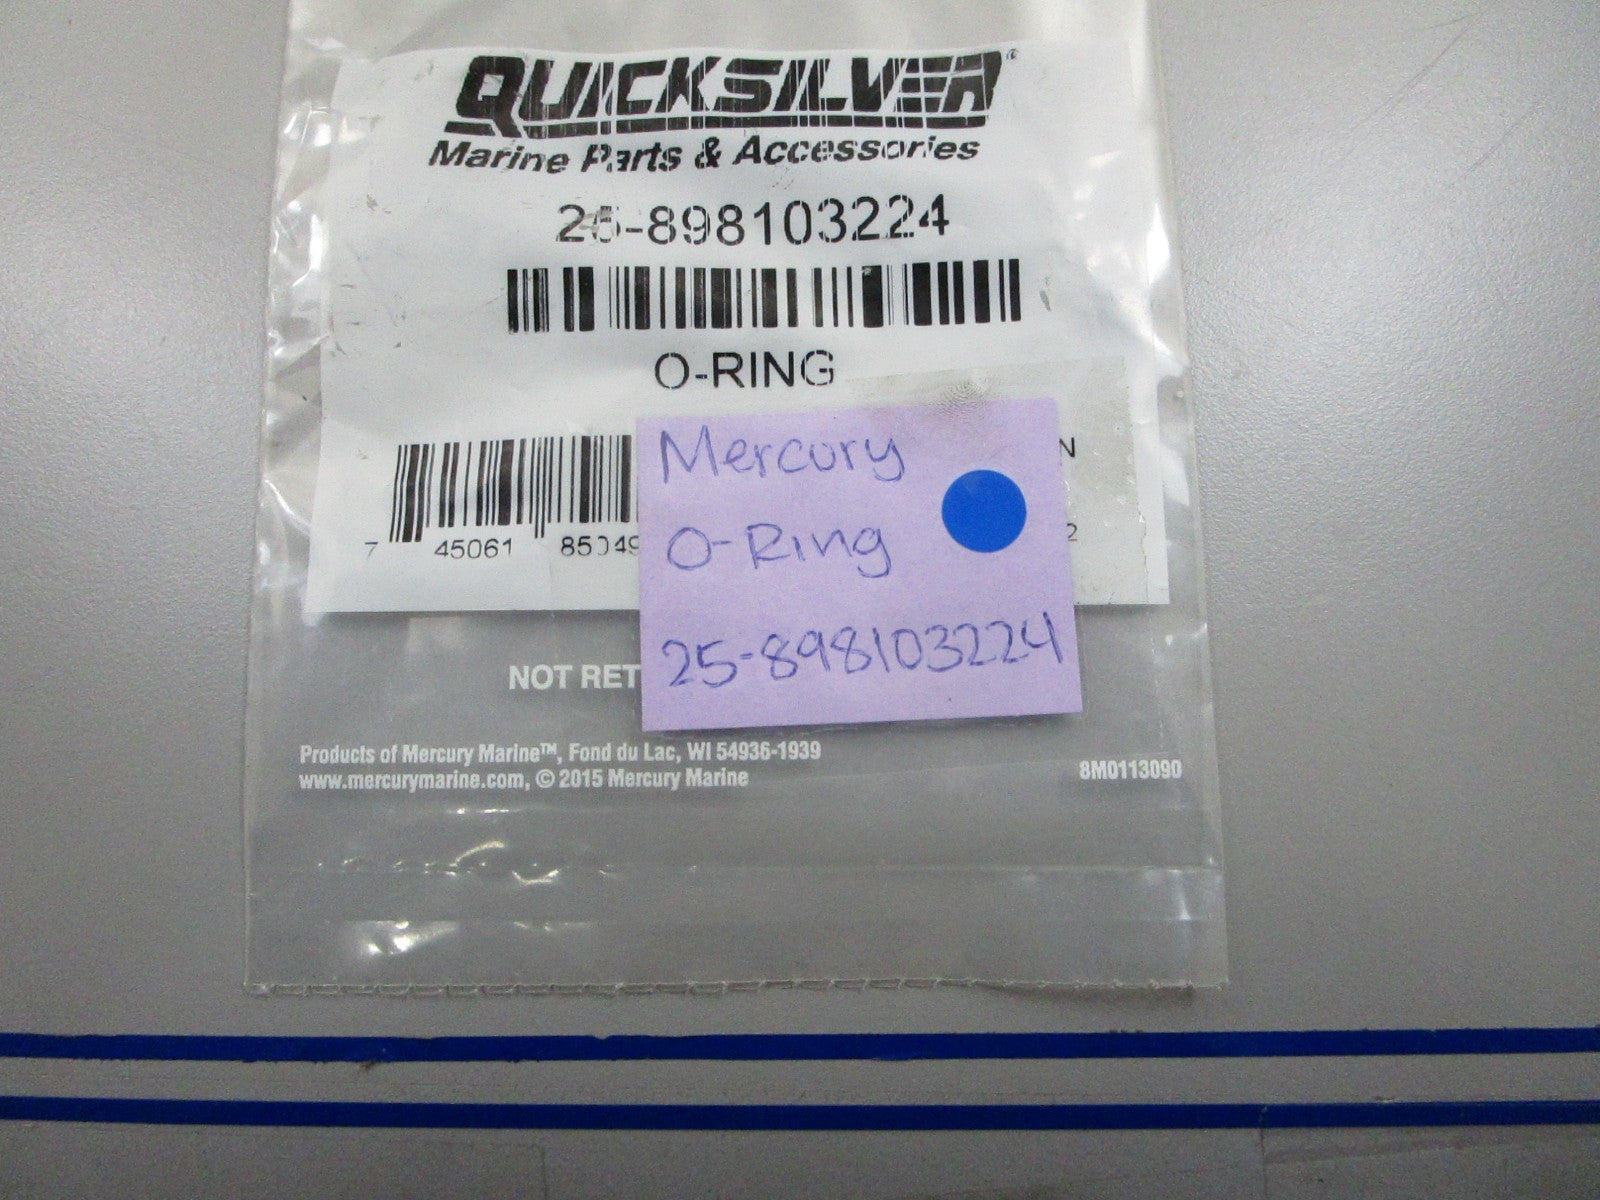 QUICKSILVER®
Marine Parts & Accessories
25-898103224
O-RING
N
7 45061 85049
2
Mercury
O-Ring
25-898103224
NOT RET
Products of Mercury Marine™, Fond du Lac, WI 54936-1939
www.mercurymarine.com, © 2015 Mercury Marine
8M0113090